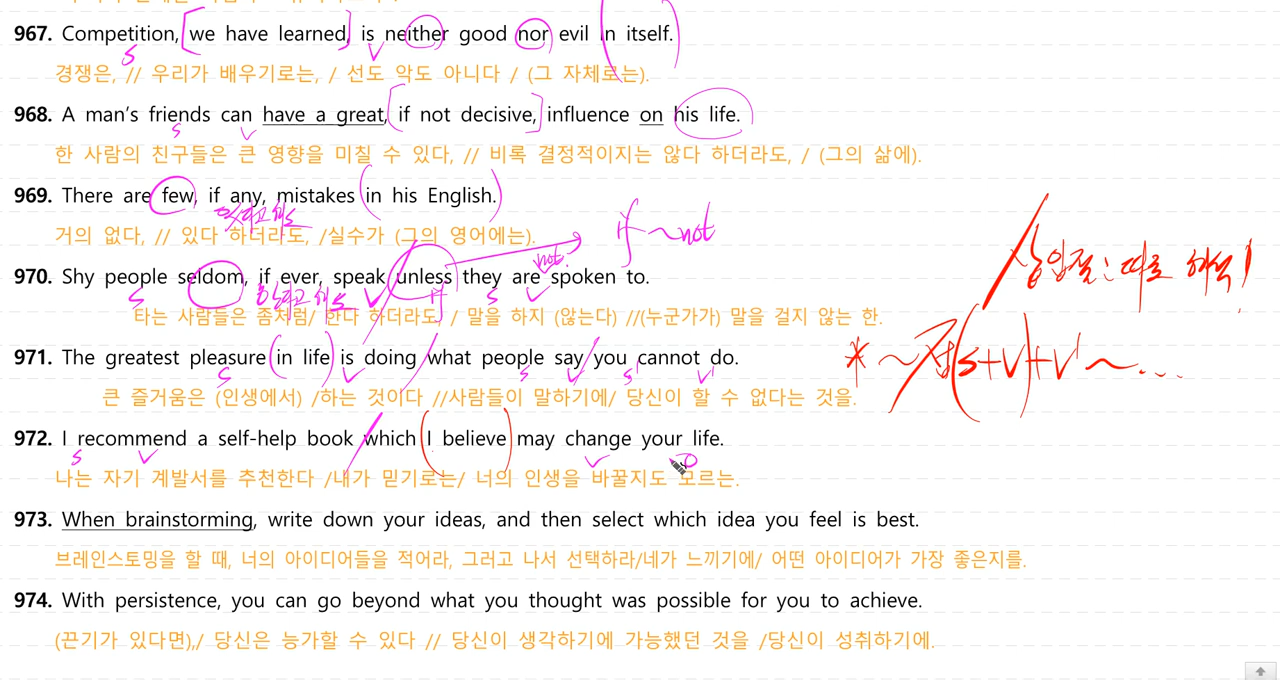 967. Competition, we have learned, is neither good nor evil in itself.
경쟁은, // 우리가 배우기로는, / 선도 악도 아니다 / (그 자체로는).
968. A man's friends can have a great, if not decisive, influence on his life.
한 사람의 친구들은 큰 영향을 미칠 수 있다, // 비록 결정적이지는 않다 하더라도, / (그의 삶에).
969. There are few, if any, mistakes in his English.
있다고 해도
거의 없다, // 있다 하더라도, /실수가 (그의 영어에는).
if ~not
not
상입절: 따로 해석!
970. Shy people seldom, if ever, speak unless they are spoken to.
한다고 해도 if
타는 사람들은 좀처럼/ 한다 하더라도, / 말을 하지 (않는다) //(누군가가) 말을 걸지 않는 한.
971. The greatest pleasure in life is doing what people say you cannot do.
* ~ 접(s+v)+v' ~...
큰 즐거움은 (인생에서) /하는 것이다 //사람들이 말하기에/ 당신이 할 수 없다는 것을.
972. I recommend a self-help book which I believe may change your life.
나는 자기 계발서를 추천한다 /내가 믿기로는/ 너의 인생을 바꿀지도 모르는.
973. When brainstorming, write down your ideas, and then select which idea you feel is best.
브레인스토밍을 할 때, 너의 아이디어들을 적어라, 그러고 나서 선택하라/네가 느끼기에/ 어떤 아이디어가 가장 좋은지를.
974. With persistence, you can go beyond what you thought was possible for you to achieve.
(끈기가 있다면),/ 당신은 능가할 수 있다 // 당신이 생각하기에 가능했던 것을 /당신이 성취하기에.